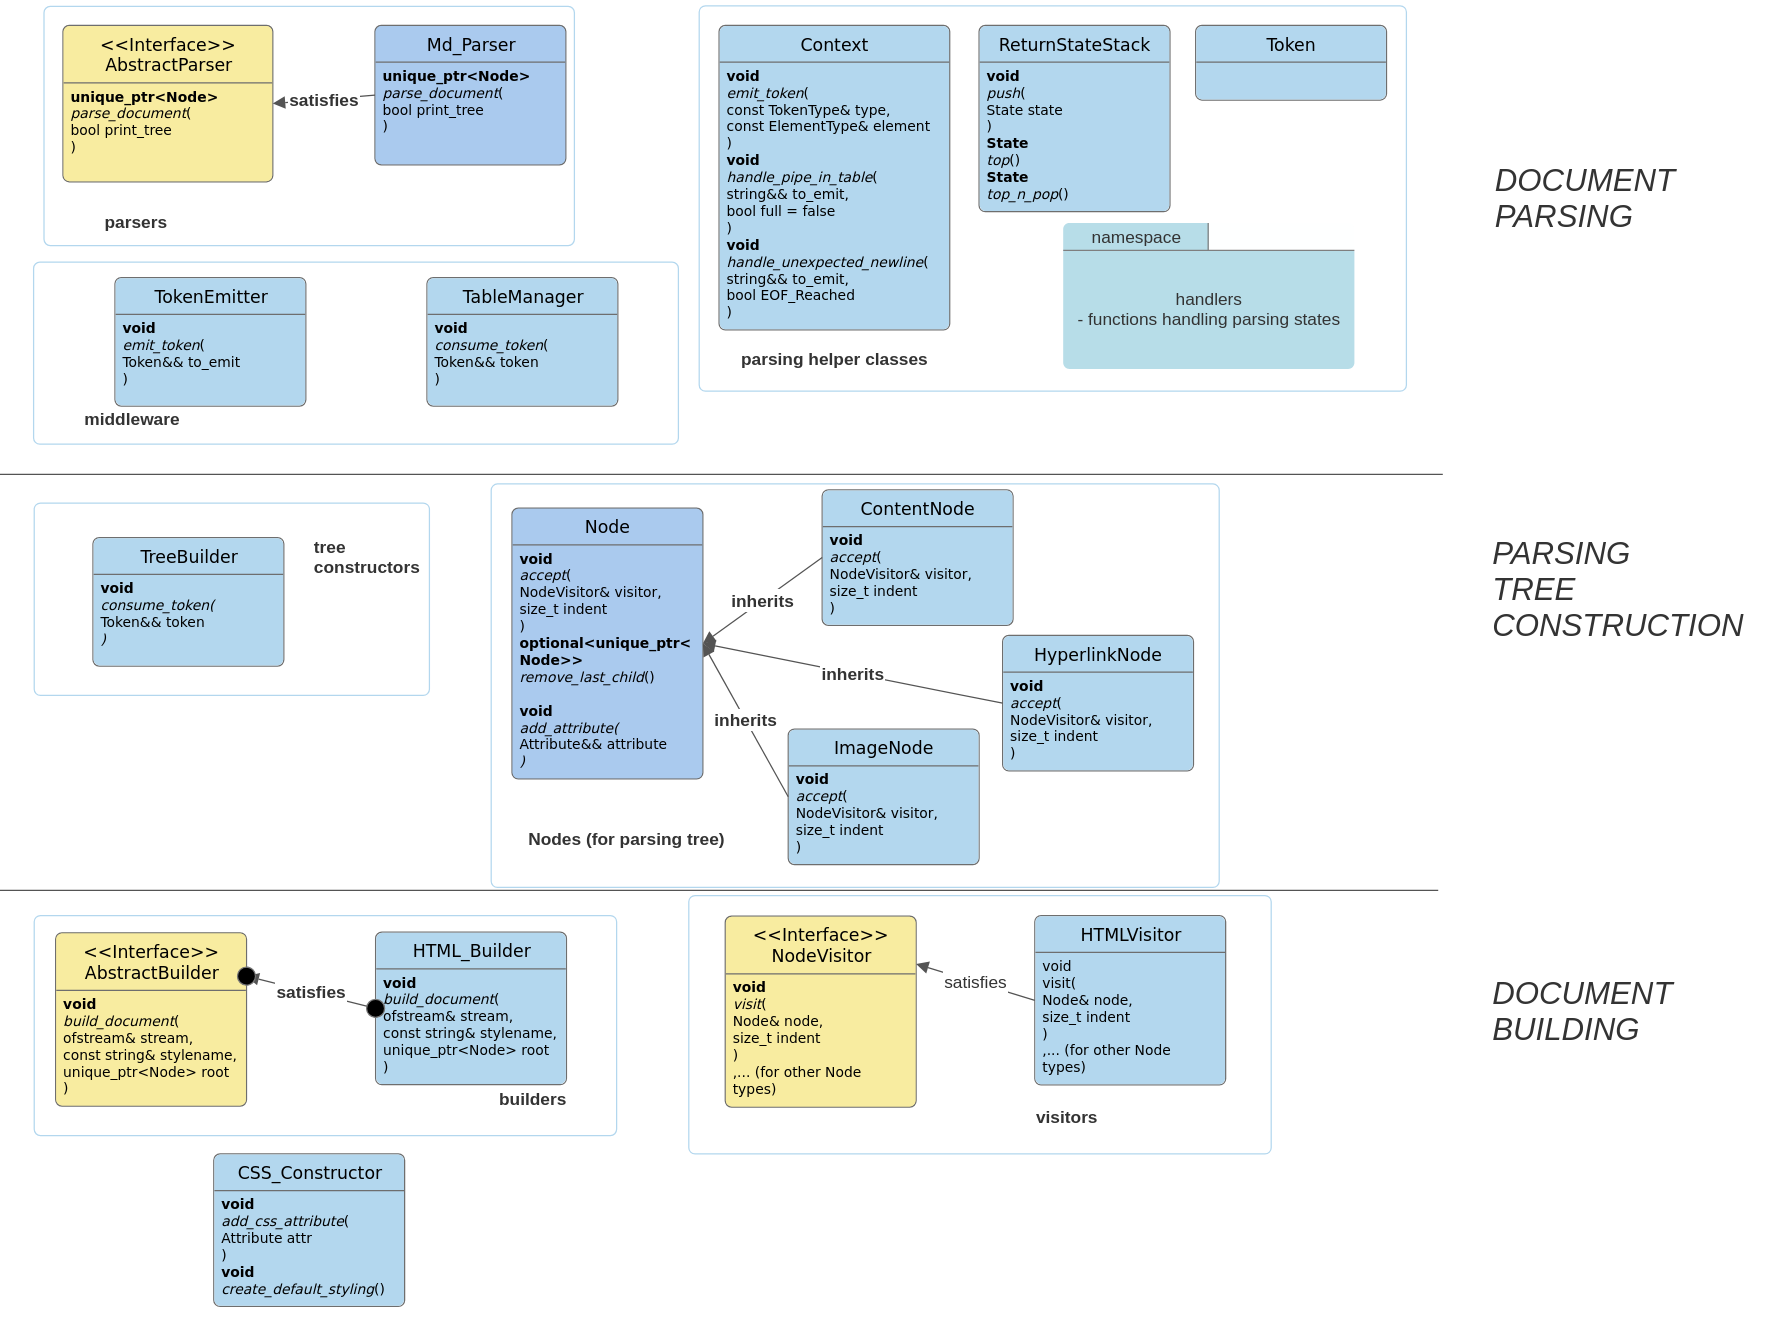 <<Interface>>
AbstractParser
unique_ptr<Node>
parse_document(
bool print_tree
)
satisfies
Md_Parser
unique_ptr<Node>
parse_document(
bool print_tree
)
parsers
Context
void
emit_token(
const TokenType& type,
const ElementType& element
)
void
handle_pipe_in_table(
string&& to_emit,
bool full = false
)
void
handle_unexpected_newline(
string&& to_emit,
bool EOF_Reached
)
ReturnStateStack
void
push(
State state
)
State
top()
State
top_n_pop()
Token
namespace
handlers
- functions handling parsing states
parsing helper classes
DOCUMENT
PARSING
TokenEmitter
void
emit_token(
Token&& to_emit
)
TableManager
void
consume_token(
Token&& token
)
middleware
TreeBuilder
void
consume_token(
Token&& token
)
tree
constructors
Node
void
accept(
NodeVisitor& visitor,
size_t indent
)
optional<unique_ptr<
Node>>
remove_last_child()
void
add_attribute(
Attribute&& attribute
)
inherits
inherits
inherits
ContentNode
void
accept(
NodeVisitor& visitor,
size_t indent
)
HyperlinkNode
void
accept(
NodeVisitor& visitor,
size_t indent
)
ImageNode
void
accept(
NodeVisitor& visitor,
size_t indent
)
Nodes (for parsing tree)
PARSING
TREE
CONSTRUCTION
<<Interface>>
AbstractBuilder
void
build_document(
ofstream& stream,
const string& stylename,
unique_ptr<Node> root
)
satisfies
HTML_Builder
void
build_document(
ofstream& stream,
const string& stylename,
unique_ptr<Node> root
)
builders
<<Interface>>
NodeVisitor
void
visit(
Node& node,
size_t indent
)
,... (for other Node
types)
satisfies
HTMLVisitor
void
visit(
Node& node,
size_t indent
)
,... (for other Node
types)
visitors
DOCUMENT
BUILDING
CSS_Constructor
void
add_css_attribute(
Attribute attr
)
void
create_default_styling()